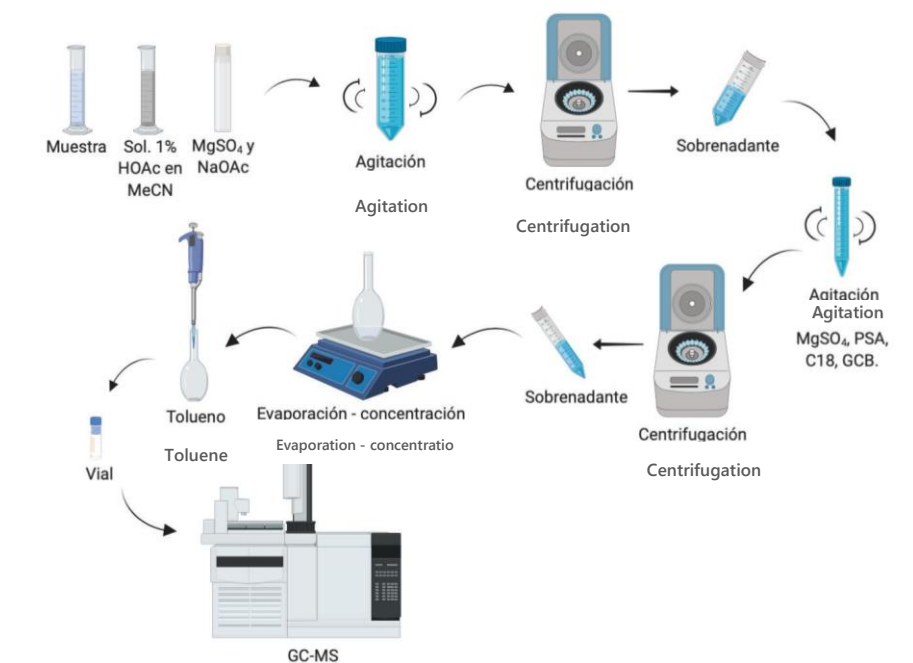 Muestra
Sol. 1%
HOAc en
MeCN
MgSO₄ y
NaOAc
Agitación
Agitation
Centrifugación
Centrifugation
Sobrenadante
Agitación
Agitation
MgSO₄, PSA,
C18, GCB.
Centrifugación
Centrifugation
Sobrenadante
Evaporación - concentración
Evaporation - concentratio
Tolueno
Toluene
Vial
GC-MS